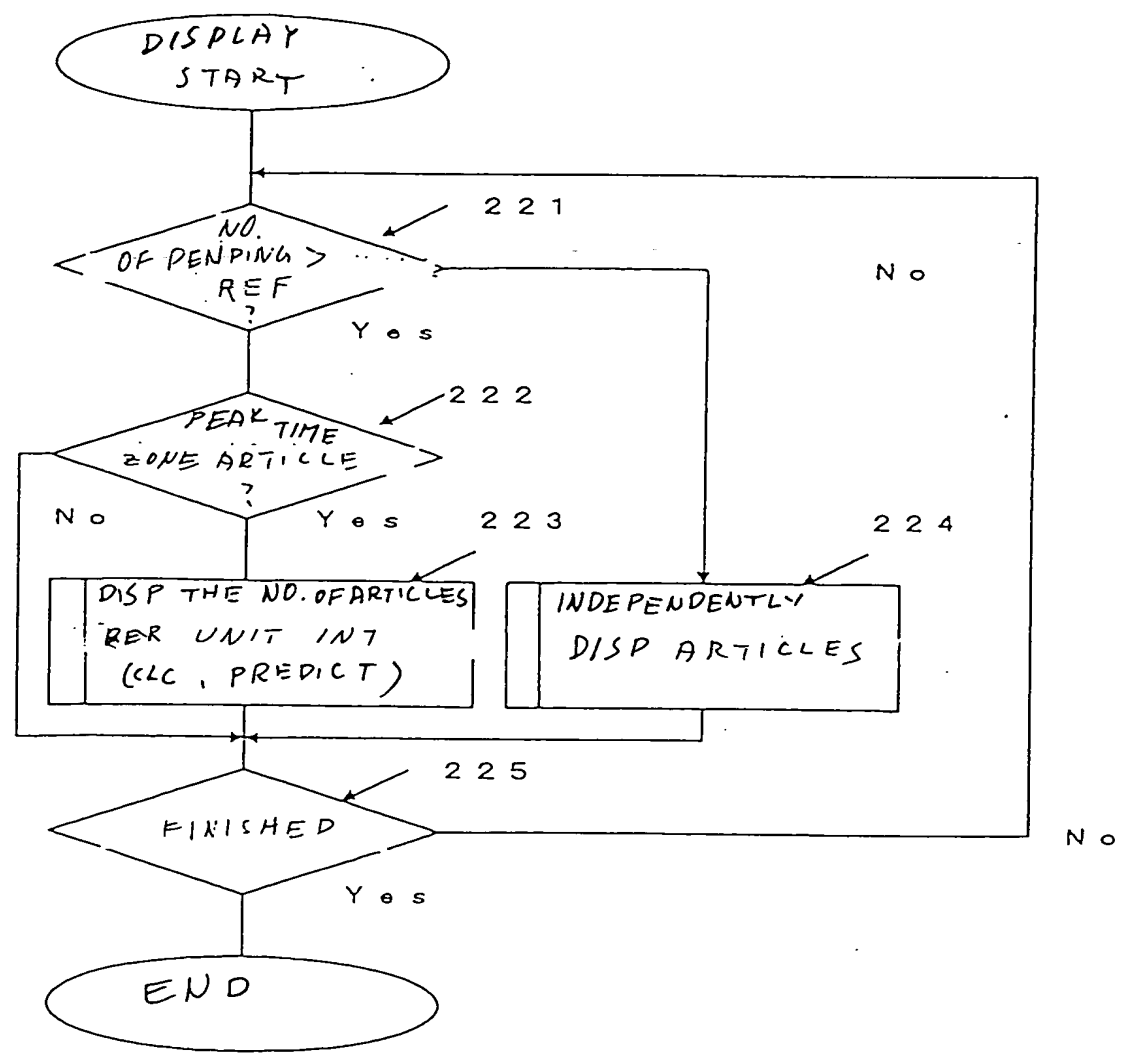 DISPLAY
START
221
NO.
OF PENDING >
REF
?
No
Yes
222
PEAK TIME
ZONE ARTICLE
?
No
Yes
223
224
DISP THE NO. OF ARTICLES
PER UNIT INT
(CLC, PREDICT)
INDEPENDENTLY
DISP ARTICLES
225
FINISHED
No
Yes
END